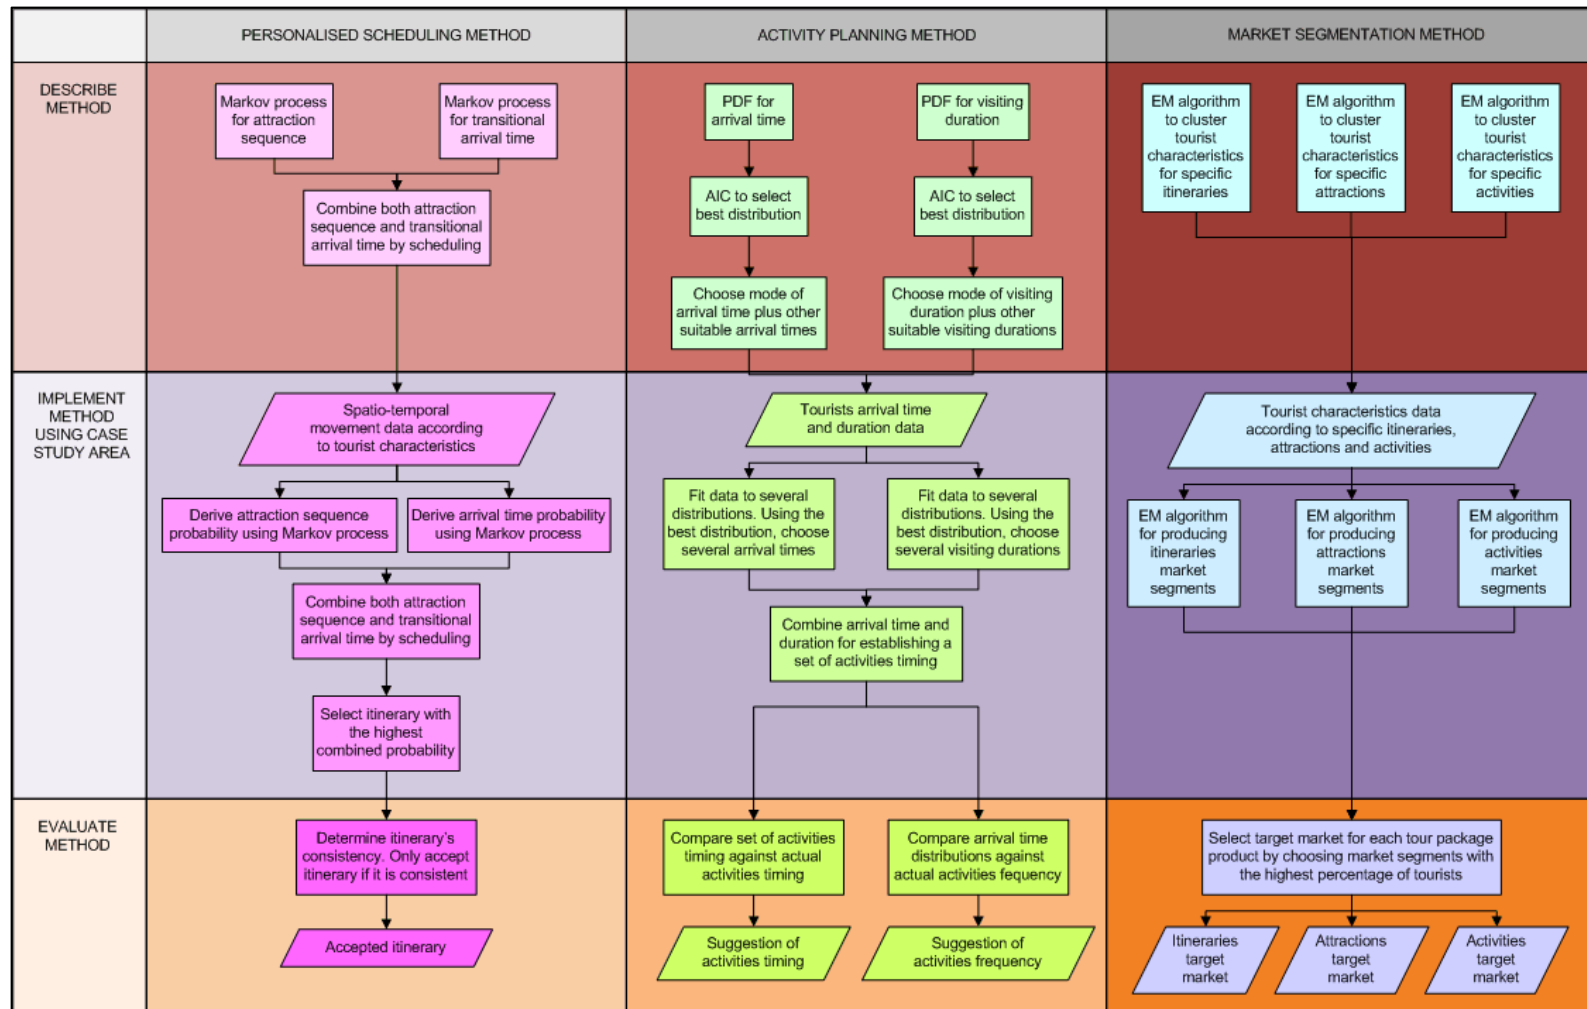 PERSONALISED SCHEDULING METHOD
ACTIVITY PLANNING METHOD
MARKET SEGMENTATION METHOD
DESCRIBE
METHOD
Markov process
for attraction
sequence
Markov process
for transitional
arrival time
Combine both attraction
sequence and transitional
arrival time by scheduling
PDF for
arrival time
PDF for visiting
duration
AIC to select
best distribution
AIC to select
best distribution
Choose mode of
arrival time plus other
suitable arrival times
Choose mode of visiting
duration plus other
suitable visiting durations
EM algorithm
to cluster
tourist
characteristics
for specific
itineraries
EM algorithm
to cluster
tourist
characteristics
for specific
attractions
EM algorithm
to cluster
tourist
characteristics
for specific
activities
IMPLEMENT
METHOD
USING CASE
STUDY AREA
Spatio-temporal
movement data according
to tourist characteristics
Derive attraction sequence
probability using Markov process
Derive arrival time probability
using Markov process
Combine both attraction
sequence and transitional
arrival time by scheduling
Select itinerary with
the highest
combined probability
Tourists arrival time
and duration data
Fit data to several
distributions. Using the
best distribution, choose
several arrival times
Fit data to several
distributions. Using the
best distribution, choose
several visiting durations
Combine arrival time and
duration for establishing a
set of activities timing
Tourist characteristics data
according to specific itineraries,
attractions and activities
EM algorithm
for producing
itineraries
market
segments
EM algorithm
for producing
attractions
market
segments
EM algorithm
for producing
activities
market
segments
EVALUATE
METHOD
Determine itinerary's
consistency. Only accept
itinerary if it is consistent
Accepted itinerary
Compare set of activities
timing against actual
activities timing
Compare arrival time
distributions against
actual activities fequency
Suggestion of
activities timing
Suggestion of
activities frequency
Select target market for each tour package
product by choosing market segments with
the highest percentage of tourists
Itineraries
target
market
Attractions
target
market
Activities
target
market